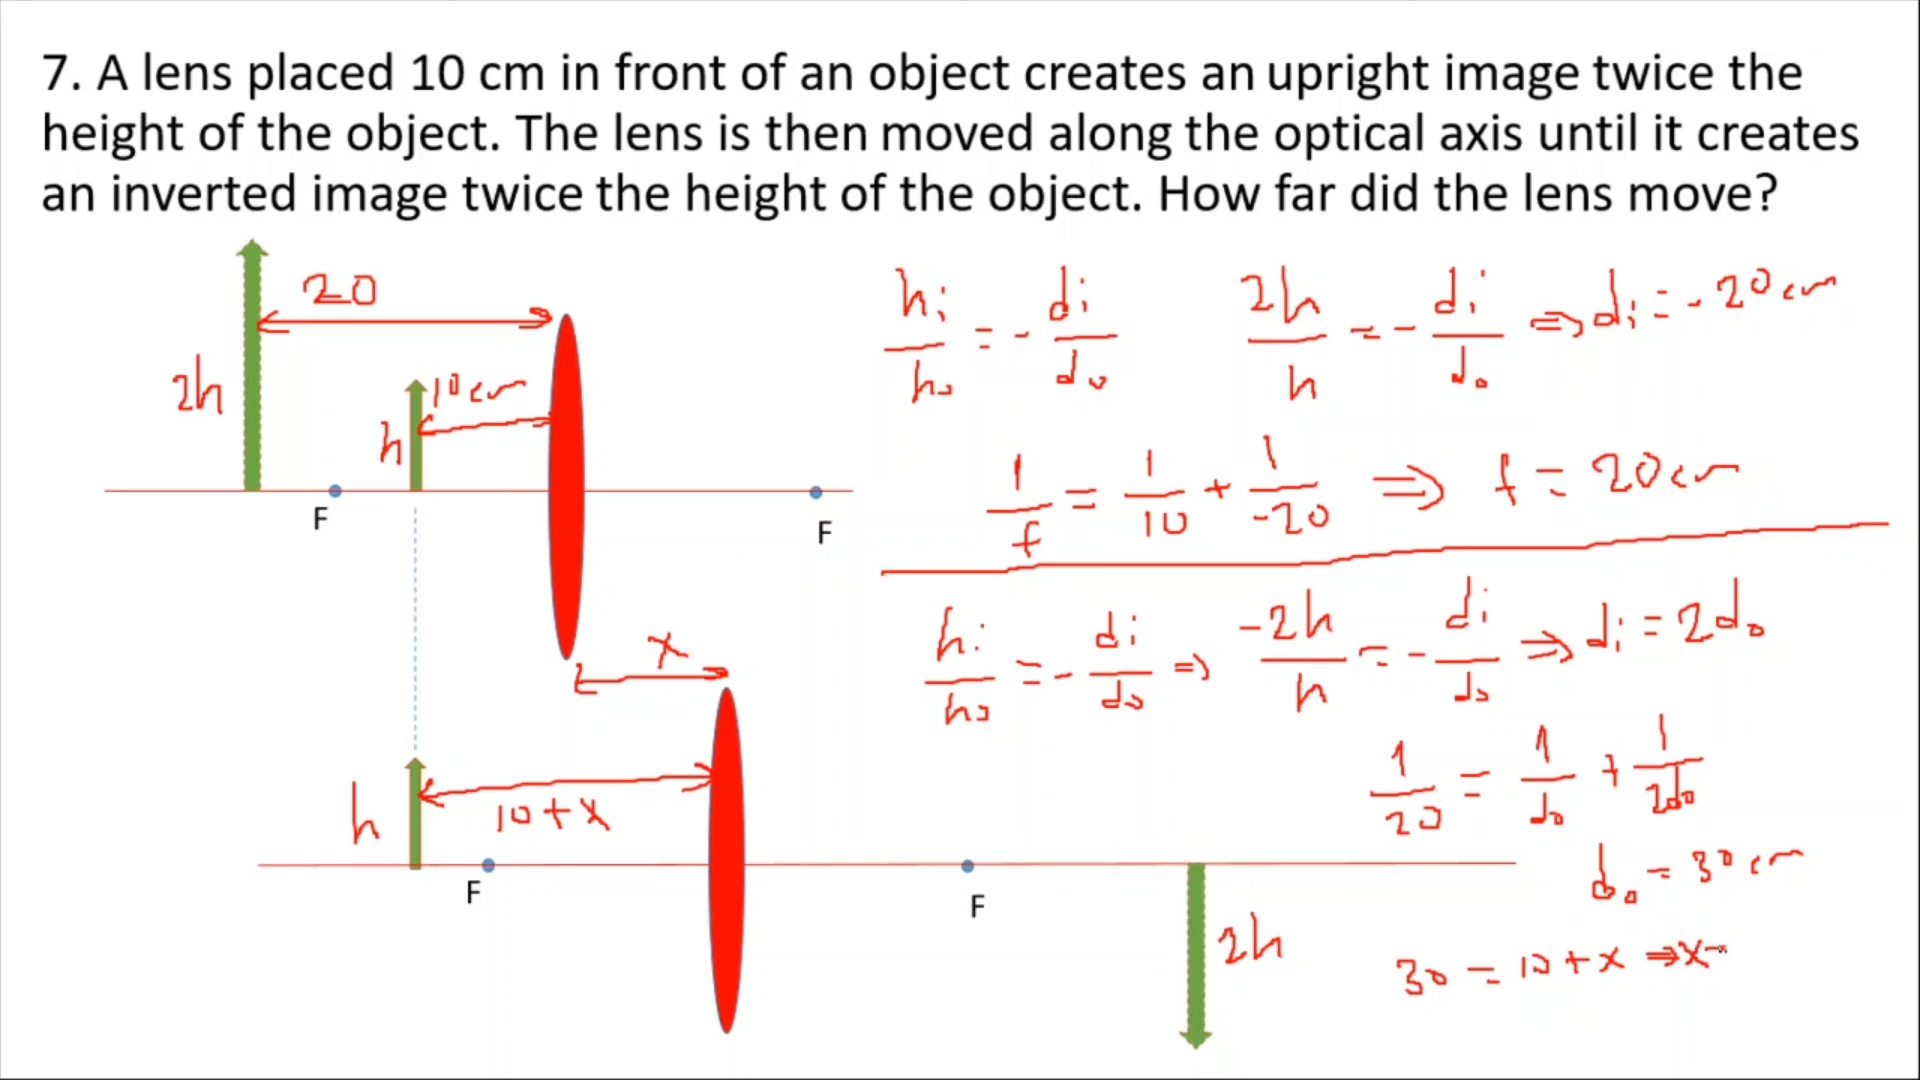 7. A lens placed 10 cm in front of an object creates an upright image twice the
height of the object. The lens is then moved along the optical axis until it creates
an inverted image twice the height of the object. How far did the lens move?
20
2h
10cm
h
F
F
hi/ho = - di/do
2h/h = - di/do ⇒ di = - 20cm
1/f = 1/10 + 1/-20 ⇒ f = 20cm
x
hi/ho = - di/do ⇒ -2h/h = - di/do ⇒ di = 2do
h
10+x
F
F
2h
1/20 = 1/do + 1/2do
do = 30cm
30 = 10+x ⇒ x